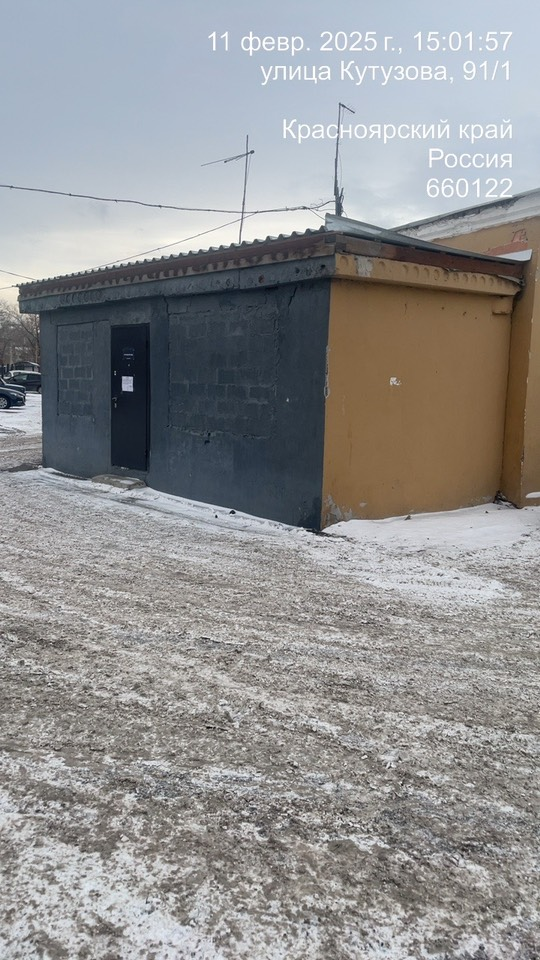 11 февр. 2025 г., 15:01:57
улица Кутузова, 91/1
Красноярский край
Россия
660122